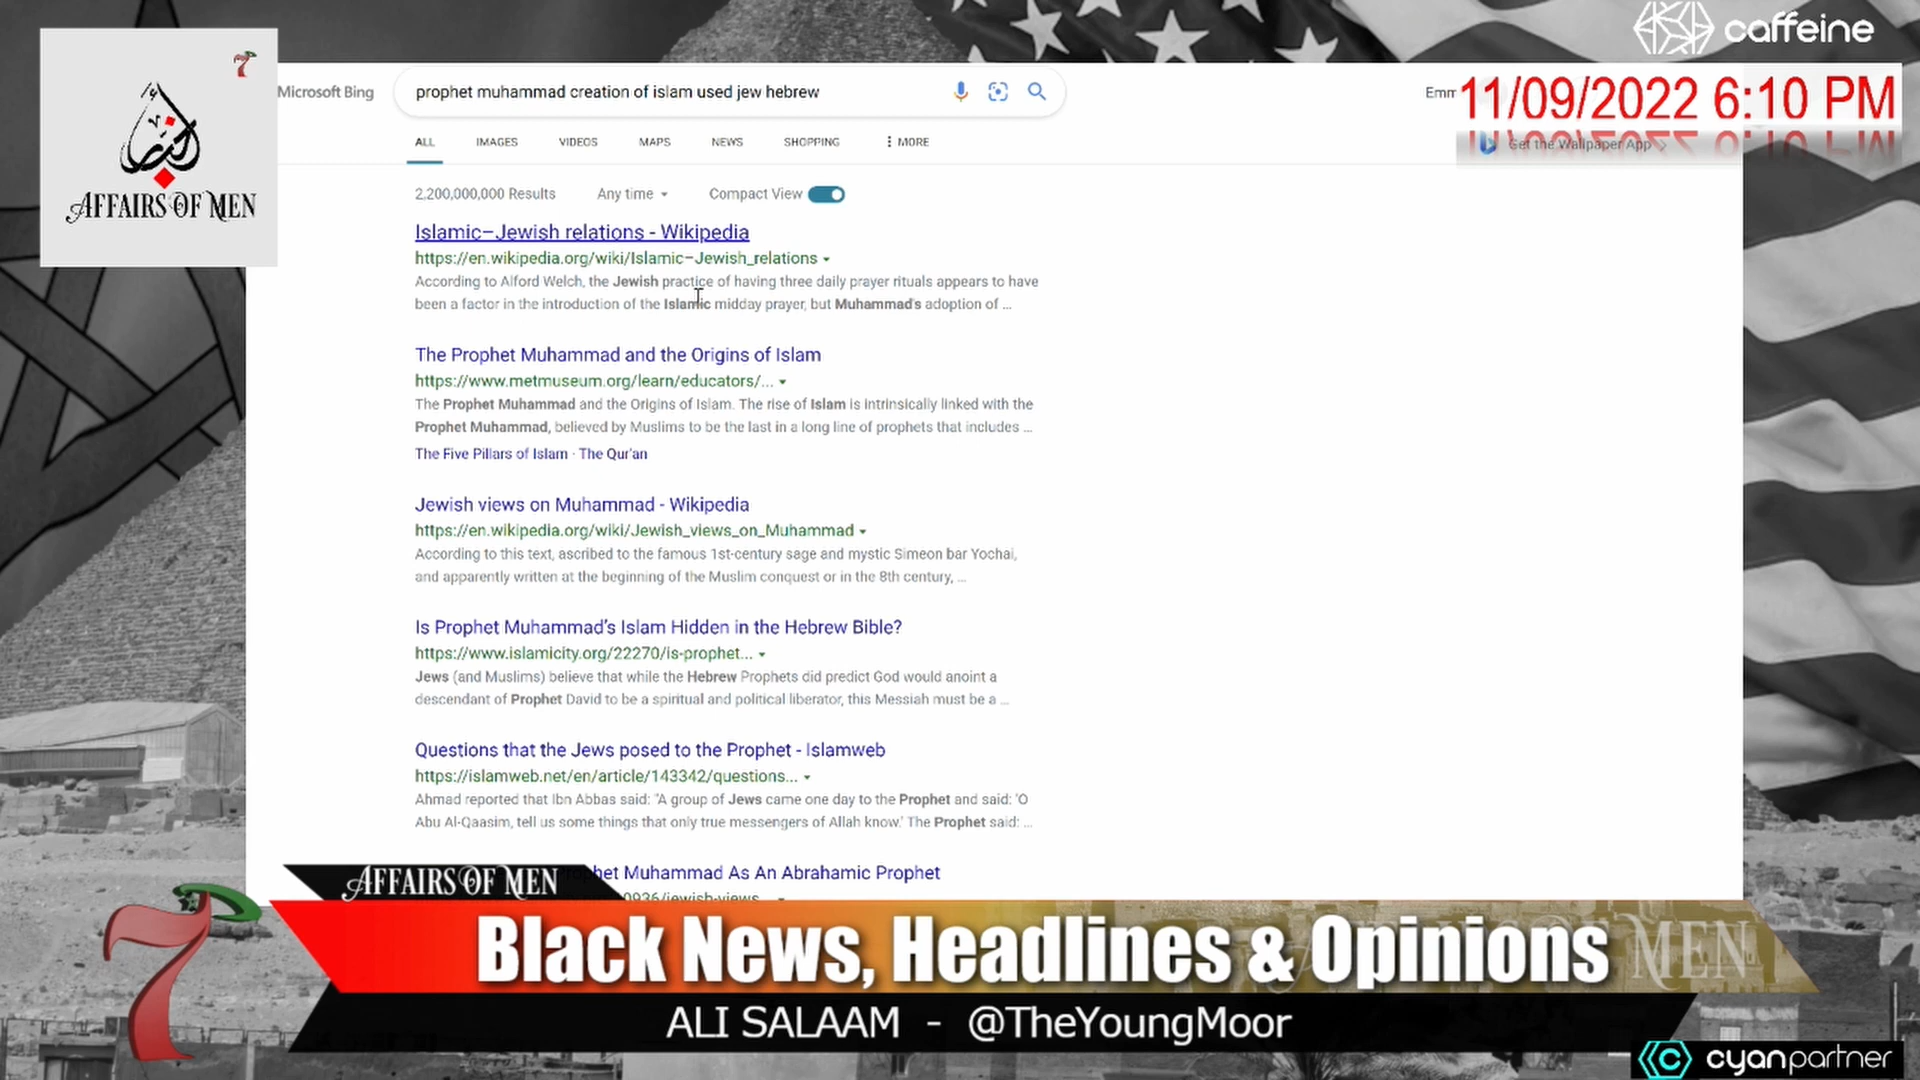 caffeine
7
AFFAIRS OF MEN
Microsoft Bing
prophet muhammad creation of islam used jew hebrew
Emm
11/09/2022 6:10 PM
Get the Wallpaper App
ALL IMAGES VIDEOS MAPS NEWS SHOPPING MORE
2,200,000,000 Results Any time Compact View
Islamic–Jewish relations - Wikipedia
https://en.wikipedia.org/wiki/Islamic–Jewish_relations
According to Alford Welch, the Jewish practice of having three daily prayer rituals appears to have
been a factor in the introduction of the Islamic midday prayer, but Muhammad's adoption of ...
The Prophet Muhammad and the Origins of Islam
https://www.metmuseum.org/learn/educators/...
The Prophet Muhammad and the Origins of Islam. The rise of Islam is intrinsically linked with the
Prophet Muhammad, believed by Muslims to be the last in a long line of prophets that includes ...
The Five Pillars of Islam · The Qur'an
Jewish views on Muhammad - Wikipedia
https://en.wikipedia.org/wiki/Jewish_views_on_Muhammad
According to this text, ascribed to the famous 1st-century sage and mystic Simeon bar Yochai,
and apparently written at the beginning of the Muslim conquest or in the 8th century, ...
Is Prophet Muhammad's Islam Hidden in the Hebrew Bible?
https://www.islamicity.org/22270/is-prophet...
Jews (and Muslims) believe that while the Hebrew Prophets did predict God would anoint a
descendant of Prophet David to be a spiritual and political liberator, this Messiah must be a ...
Questions that the Jews posed to the Prophet - Islamweb
https://islamweb.net/en/article/143342/questions...
Ahmad reported that Ibn Abbas said: "A group of Jews came one day to the Prophet and said: 'O
Abu Al-Qaasim, tell us some things that only true messengers of Allah know.' The Prophet said: ...
phet Muhammad As An Abrahamic Prophet
0936/jewish-views...
AFFAIRS OF MEN
7
Black News, Headlines & Opinions
MEN
ALI SALAAM - @TheYoungMoor
cyanpartner